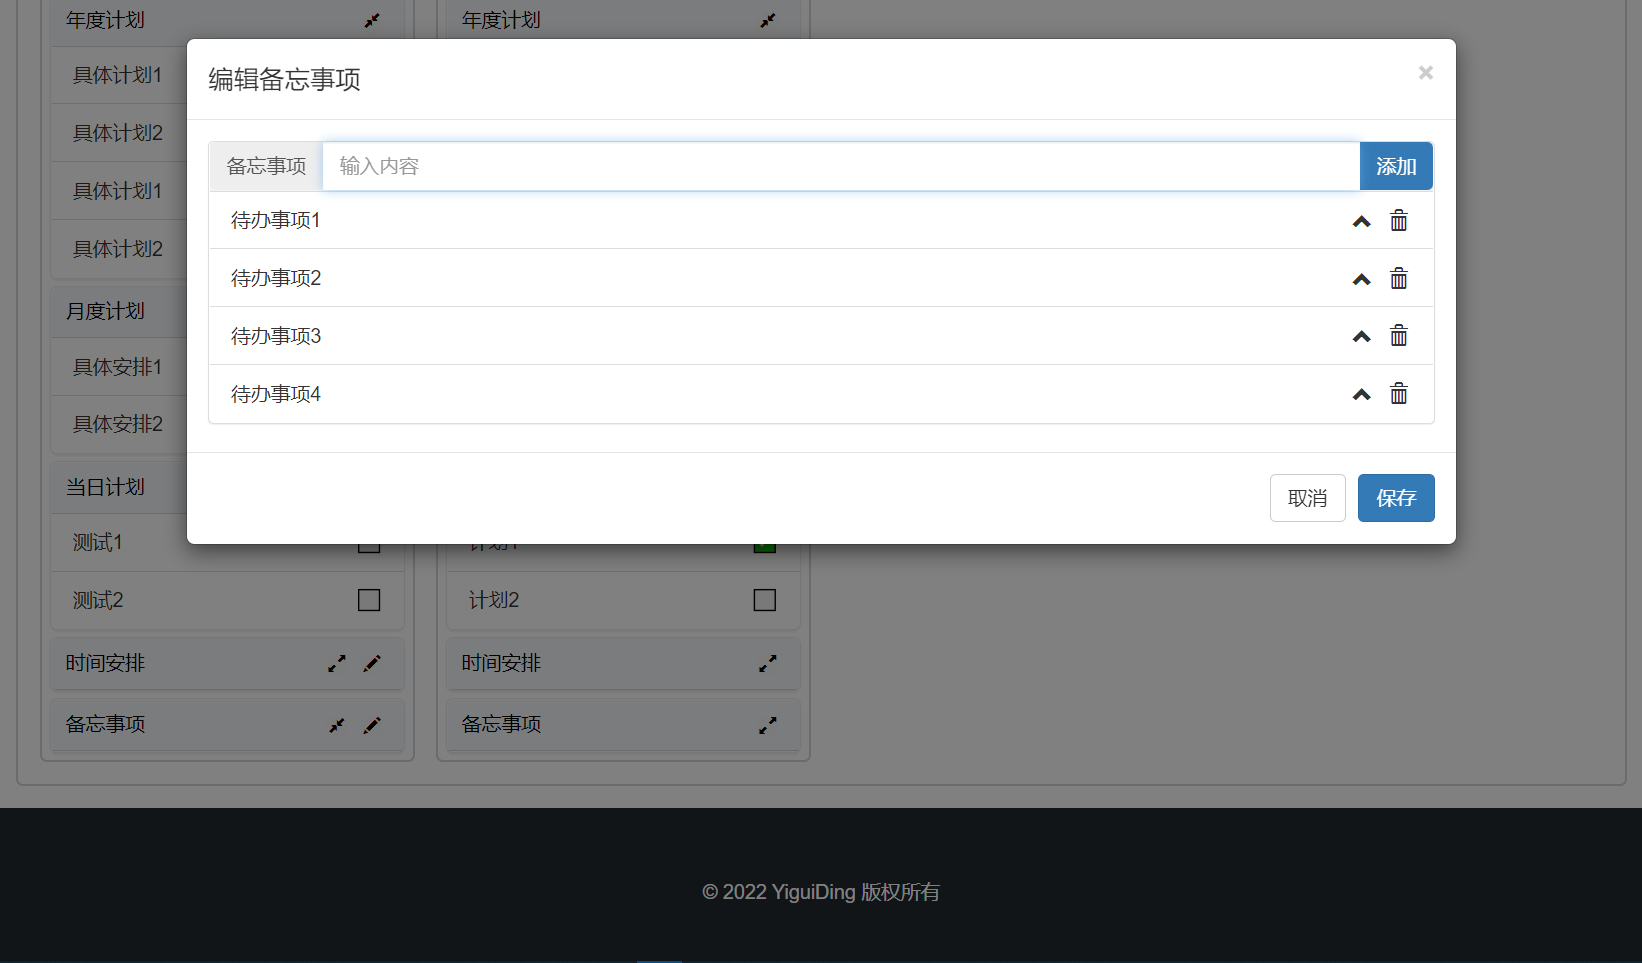 年度计划
年度计划
编辑备忘事项
×
具体计划1
具体计划2
具体计划1
具体计划2
月度计划
具体安排1
具体安排2
当日计划
测试1
测试2
时间安排
备忘事项
备忘事项
输入内容
添加
待办事项1
待办事项2
待办事项3
待办事项4
取消
保存
计划1
计划2
时间安排
备忘事项
© 2022 YiguiDing 版权所有